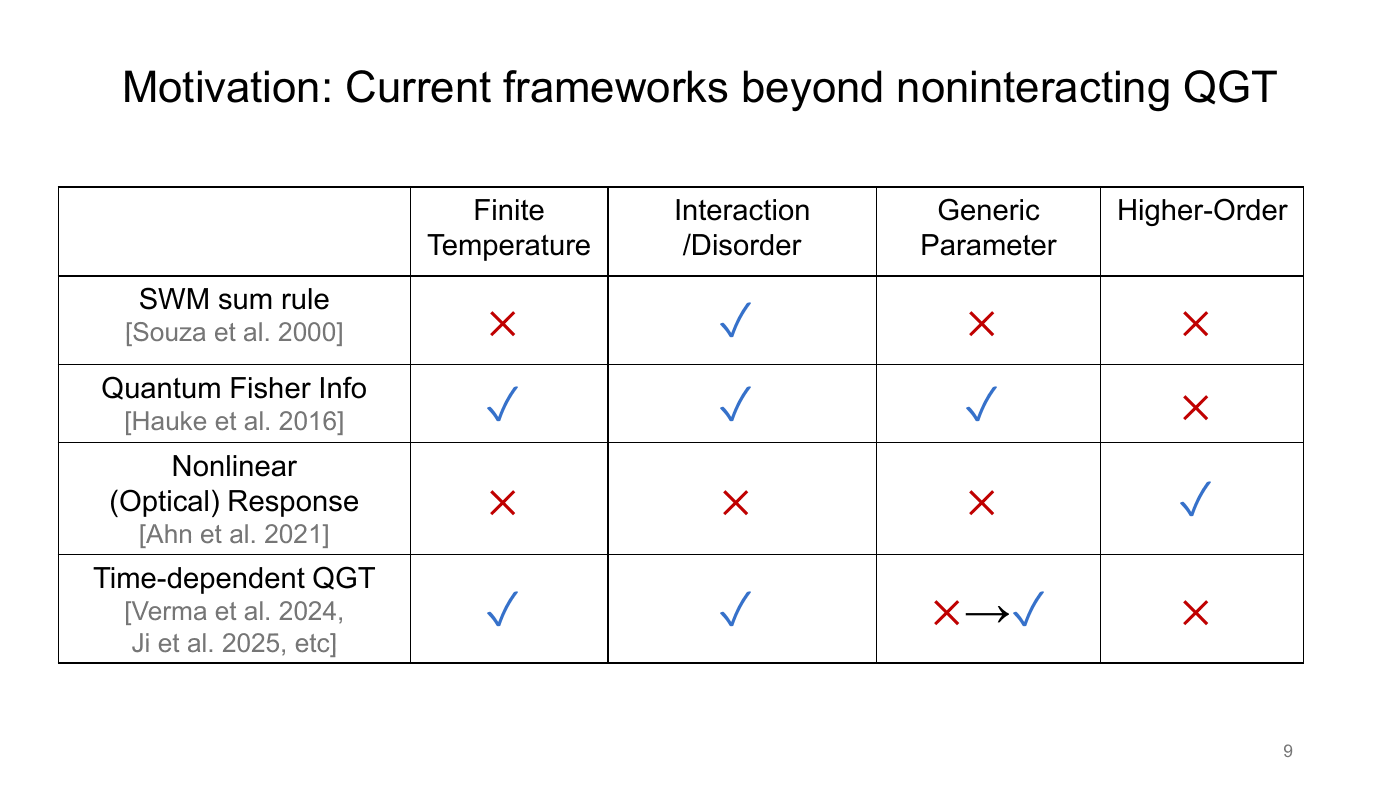 Motivation: Current frameworks beyond noninteracting QGT
Finite
Temperature
Interaction
/Disorder
Generic
Parameter
Higher-Order
SWM sum rule
[Souza et al. 2000]
× ✓ × ×
Quantum Fisher Info
[Hauke et al. 2016]
✓ ✓ ✓ ×
Nonlinear
(Optical) Response
[Ahn et al. 2021]
× × × ✓
Time-dependent QGT
[Verma et al. 2024,
Ji et al. 2025, etc]
✓ ✓ ×→✓ ×
9